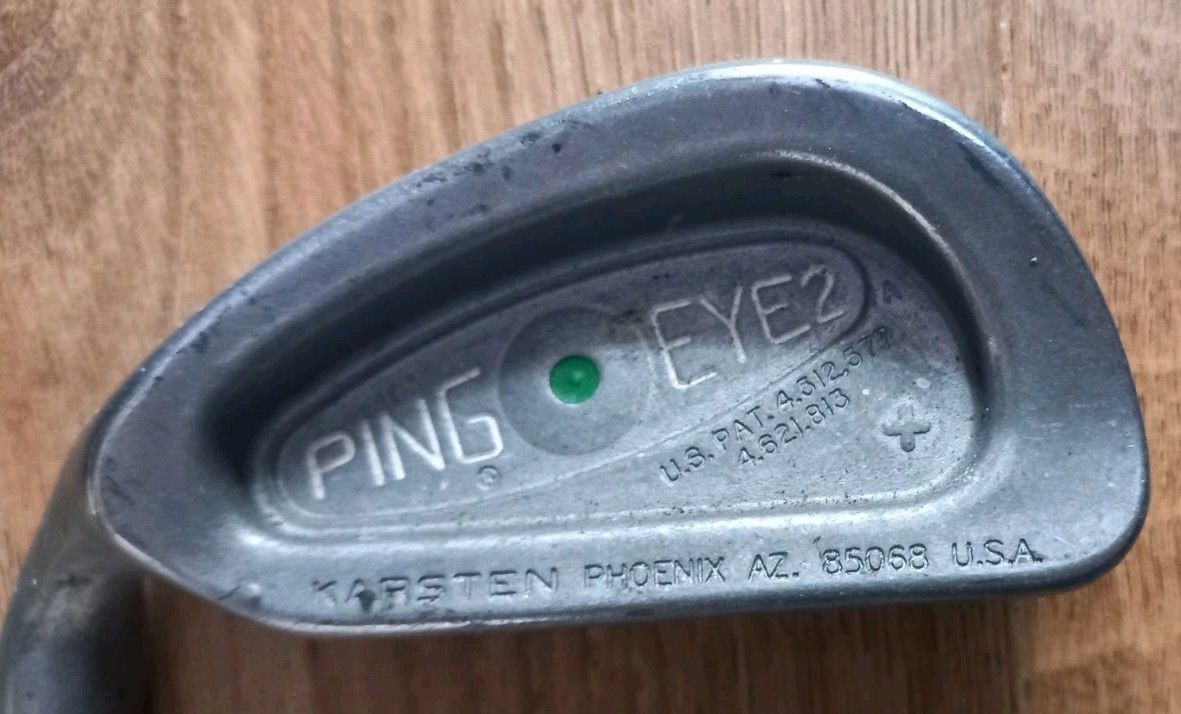 PING EYE2
®
U.S. PAT. 4,512,577
4,621,813
+
KARSTEN PHOENIX AZ. 85068 U.S.A.